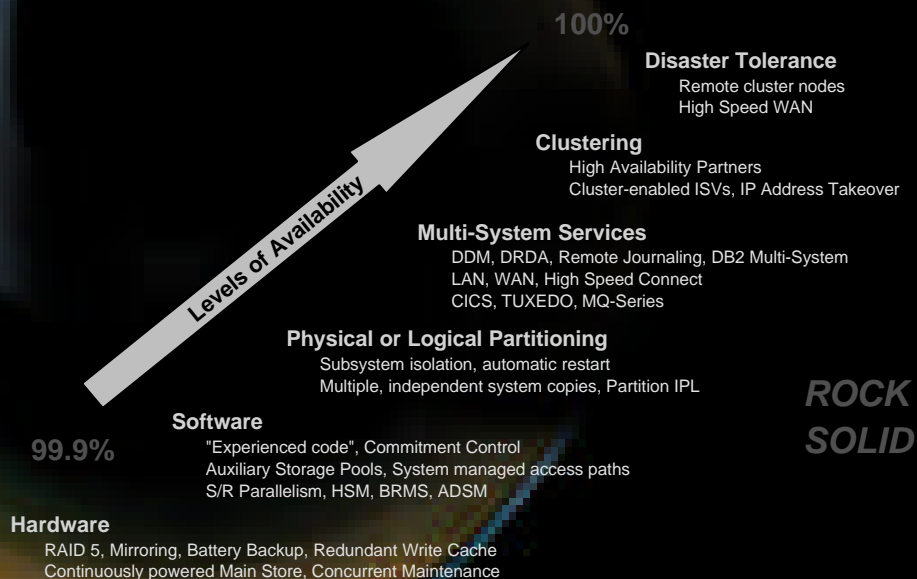 100%
Disaster Tolerance
Remote cluster nodes
High Speed WAN
Clustering
High Availability Partners
Cluster-enabled ISVs, IP Address Takeover
Levels of Availability
Multi-System Services
DDM, DRDA, Remote Journaling, DB2 Multi-System
LAN, WAN, High Speed Connect
CICS, TUXEDO, MQ-Series
Physical or Logical Partitioning
Subsystem isolation, automatic restart
Multiple, independent system copies, Partition IPL
ROCK
SOLID
Software
99.9%
"Experienced code", Commitment Control
Auxiliary Storage Pools, System managed access paths
S/R Parallelism, HSM, BRMS, ADSM
Hardware
RAID 5, Mirroring, Battery Backup, Redundant Write Cache
Continuously powered Main Store, Concurrent Maintenance